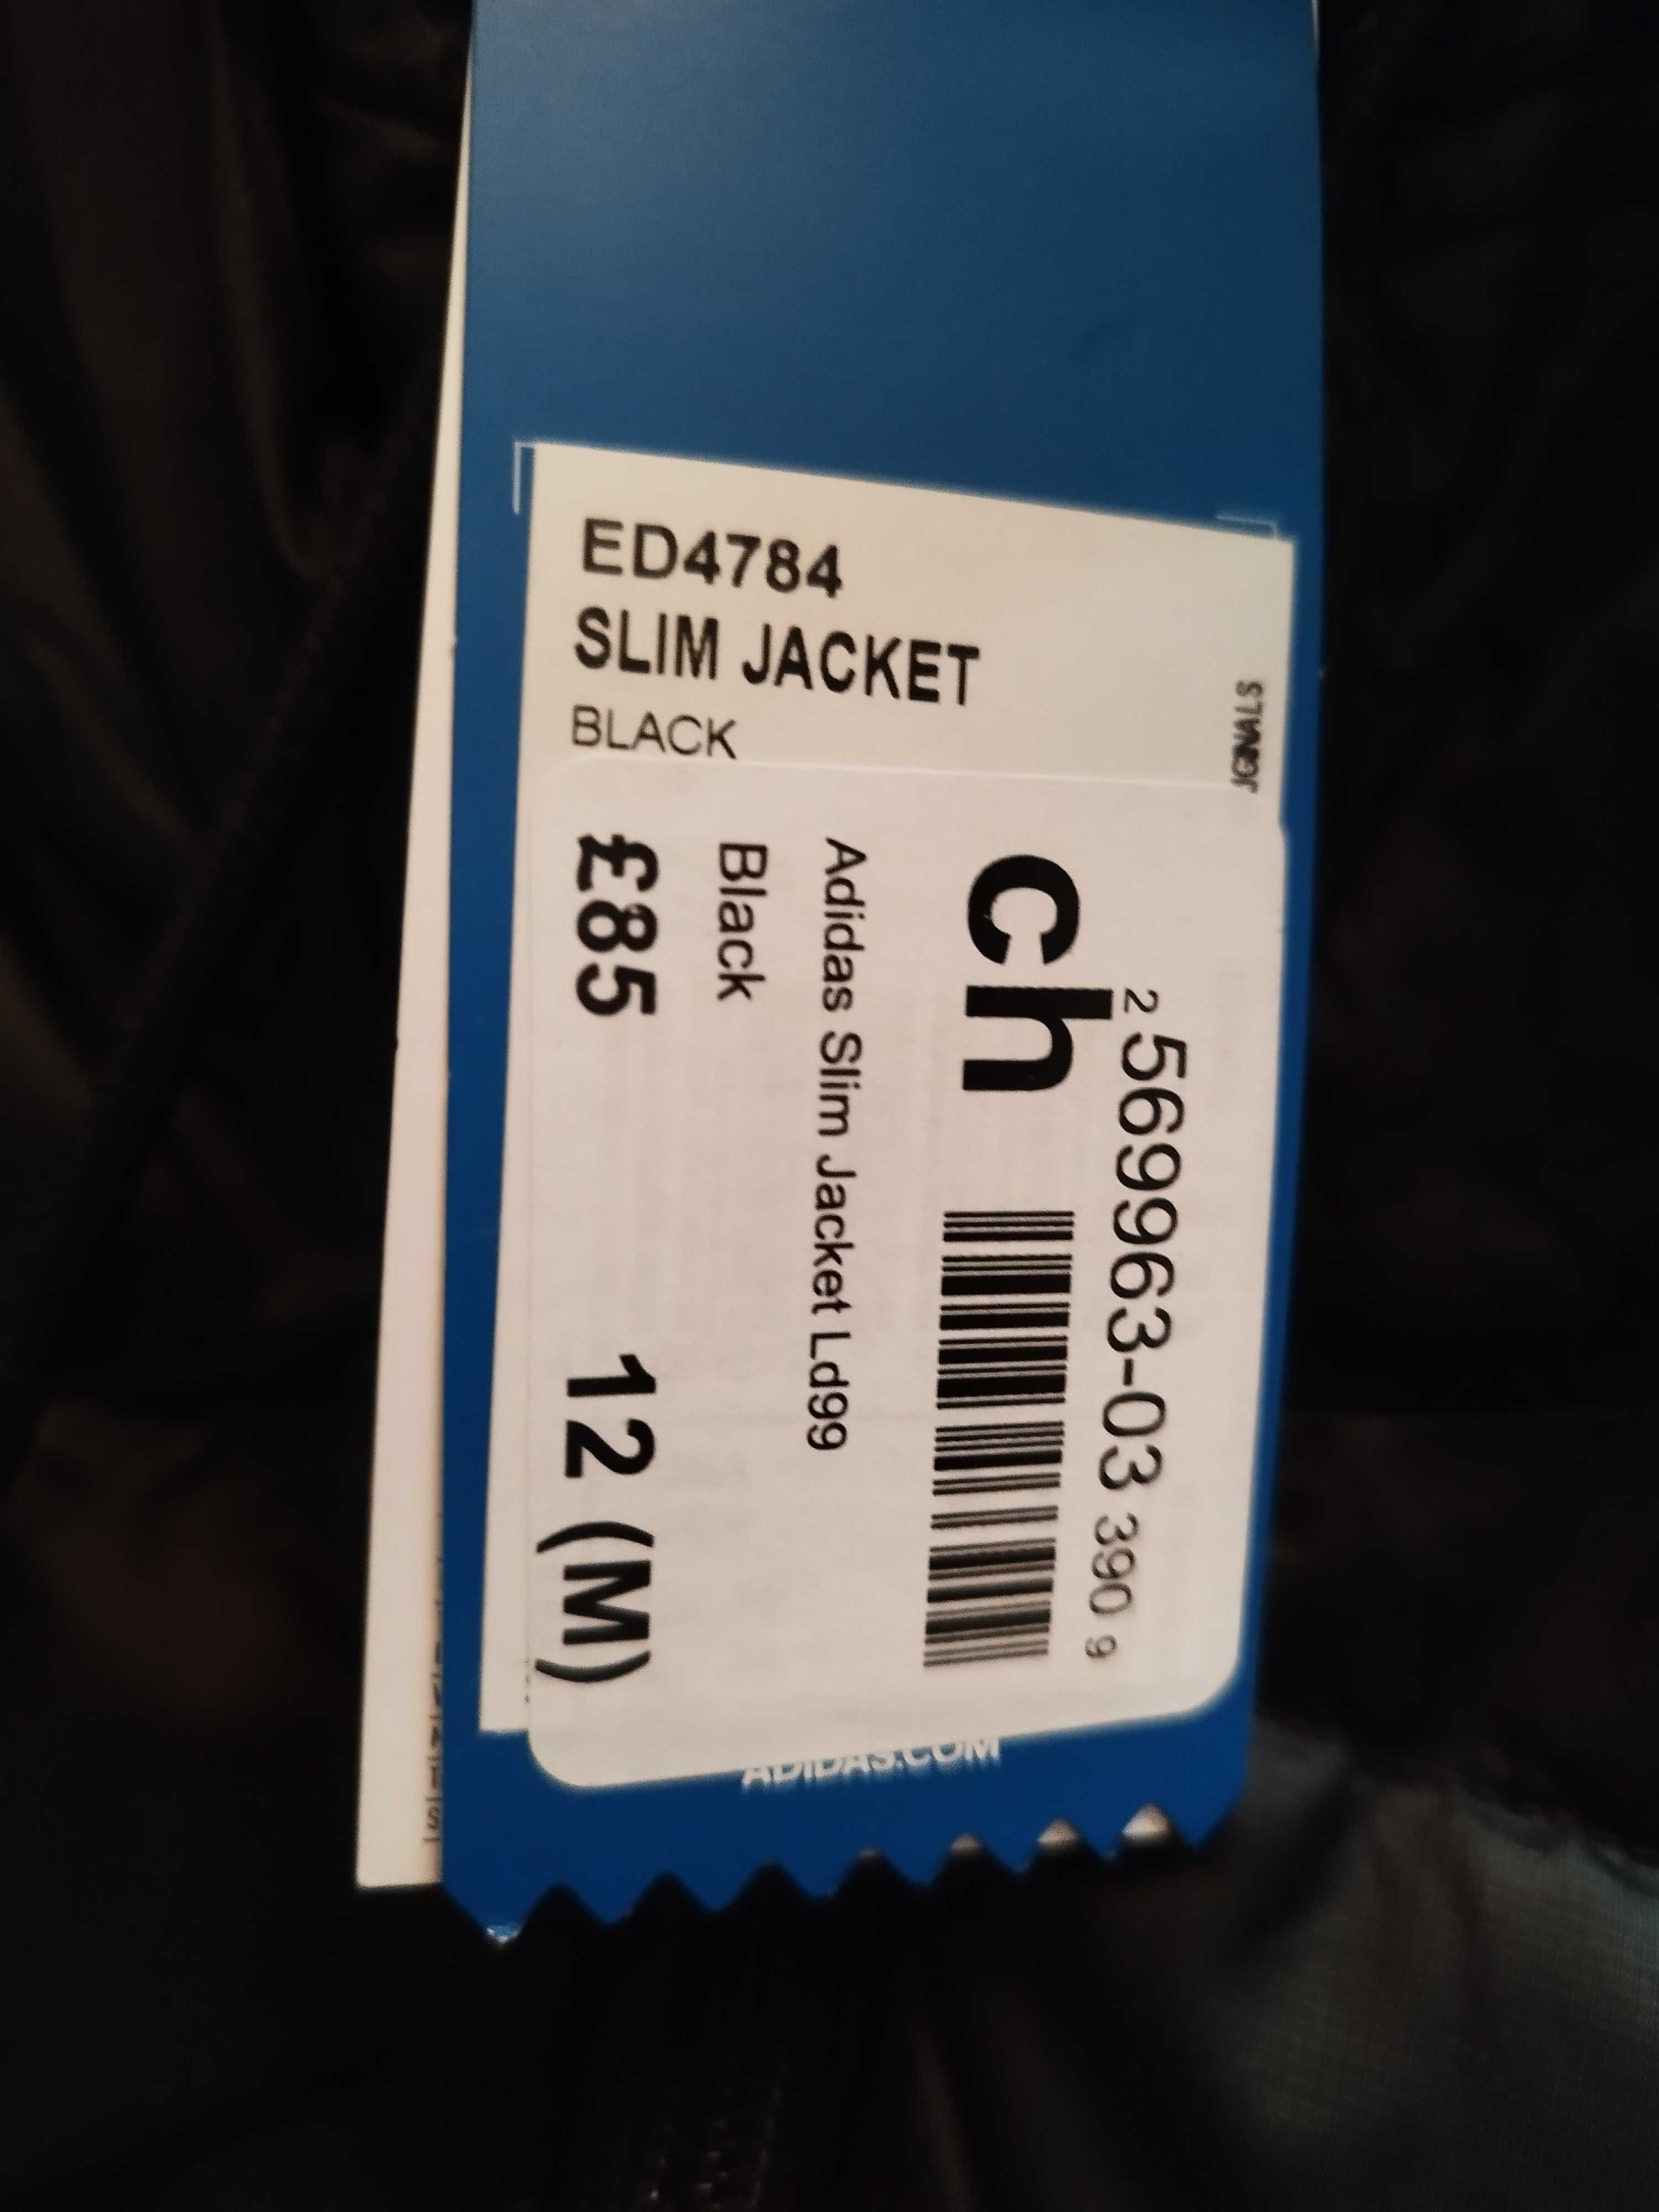 ED4784
SLIM JACKET
BLACK
2 569963-03 390 9
ch
Adidas Slim Jacket Ld99
Black
£85 12 (M)
ADIDAS.COM